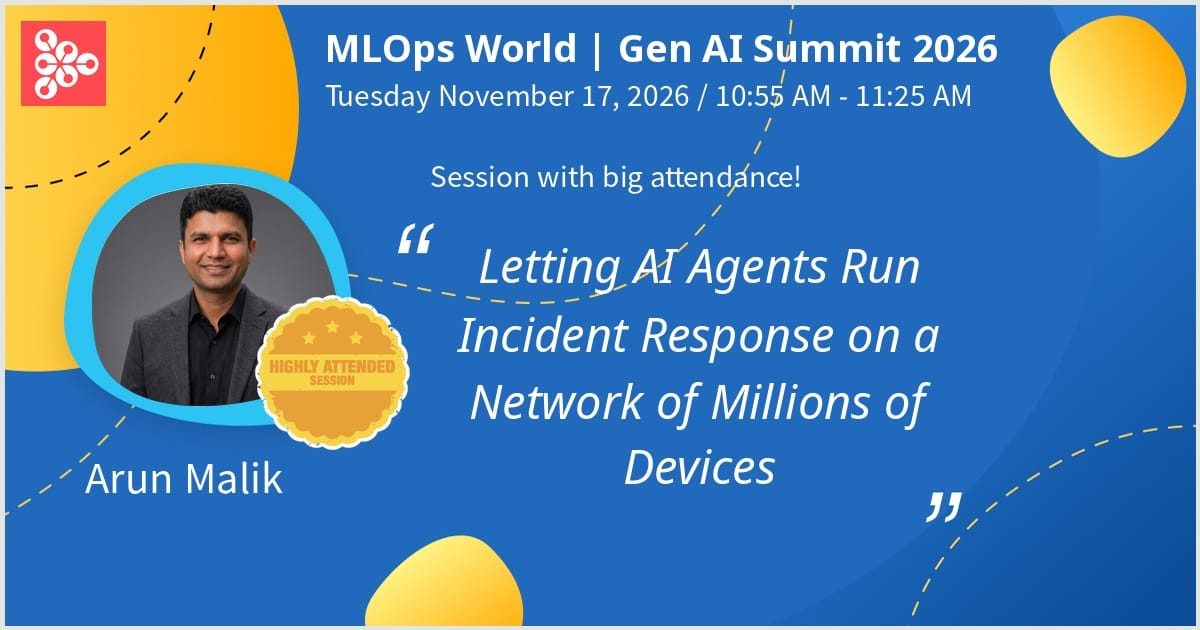 MLOps World | Gen AI Summit 2026
Tuesday November 17, 2026 / 10:55 AM - 11:25 AM
Session with big attendance!
“ Letting AI Agents Run
Incident Response on a
Network of Millions of
Devices ”
HIGHLY ATTENDED
SESSION
Arun Malik